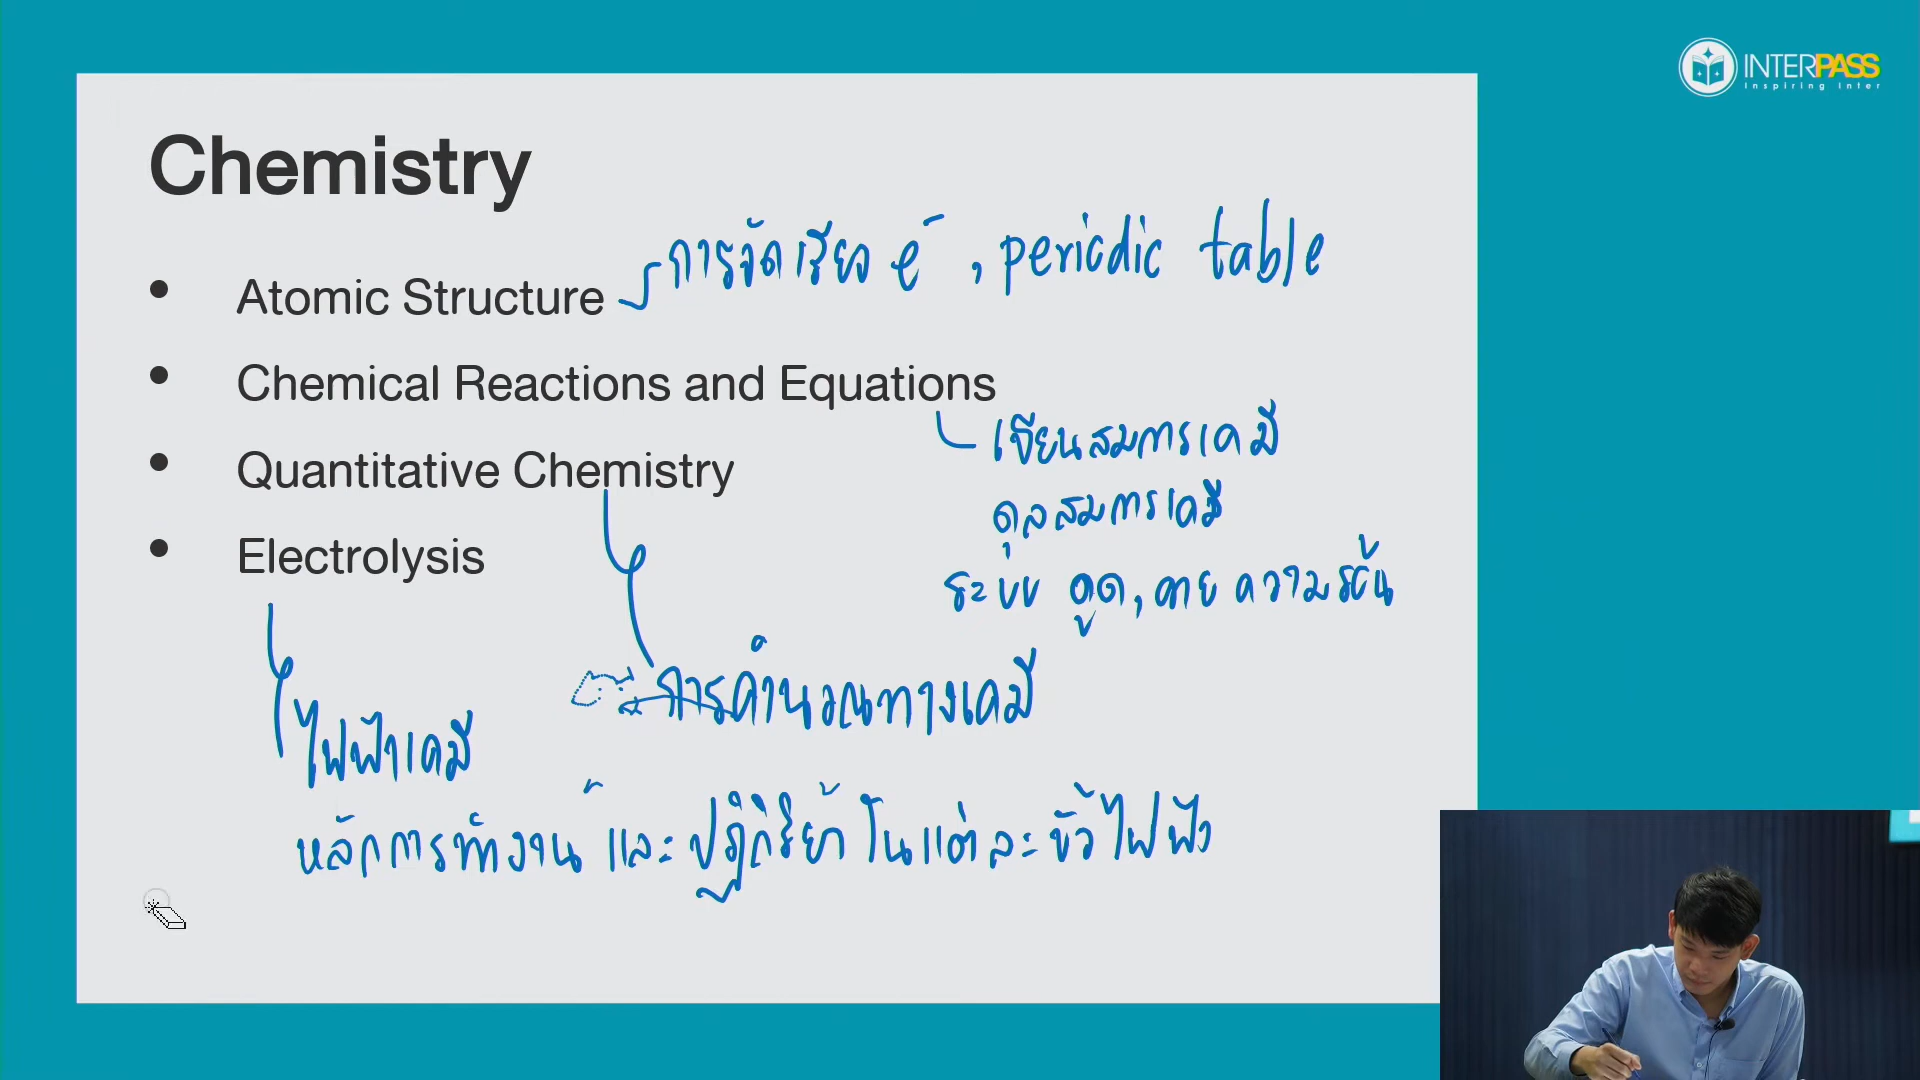 INTERPASS
Inspiring Inter
Chemistry
• Atomic Structure
การจัดเรียง e⁻, periodic table
• Chemical Reactions and Equations
เขียนสมการเคมี
ดุลสมการเคมี
ระบบ ดูด, คาย ความร้อน
• Quantitative Chemistry
การคำนวณทางเคมี
• Electrolysis
ไฟฟ้าเคมี
หลักการทำงาน และ ปฏิกิริยา ในแต่ละขั้วไฟฟ้า